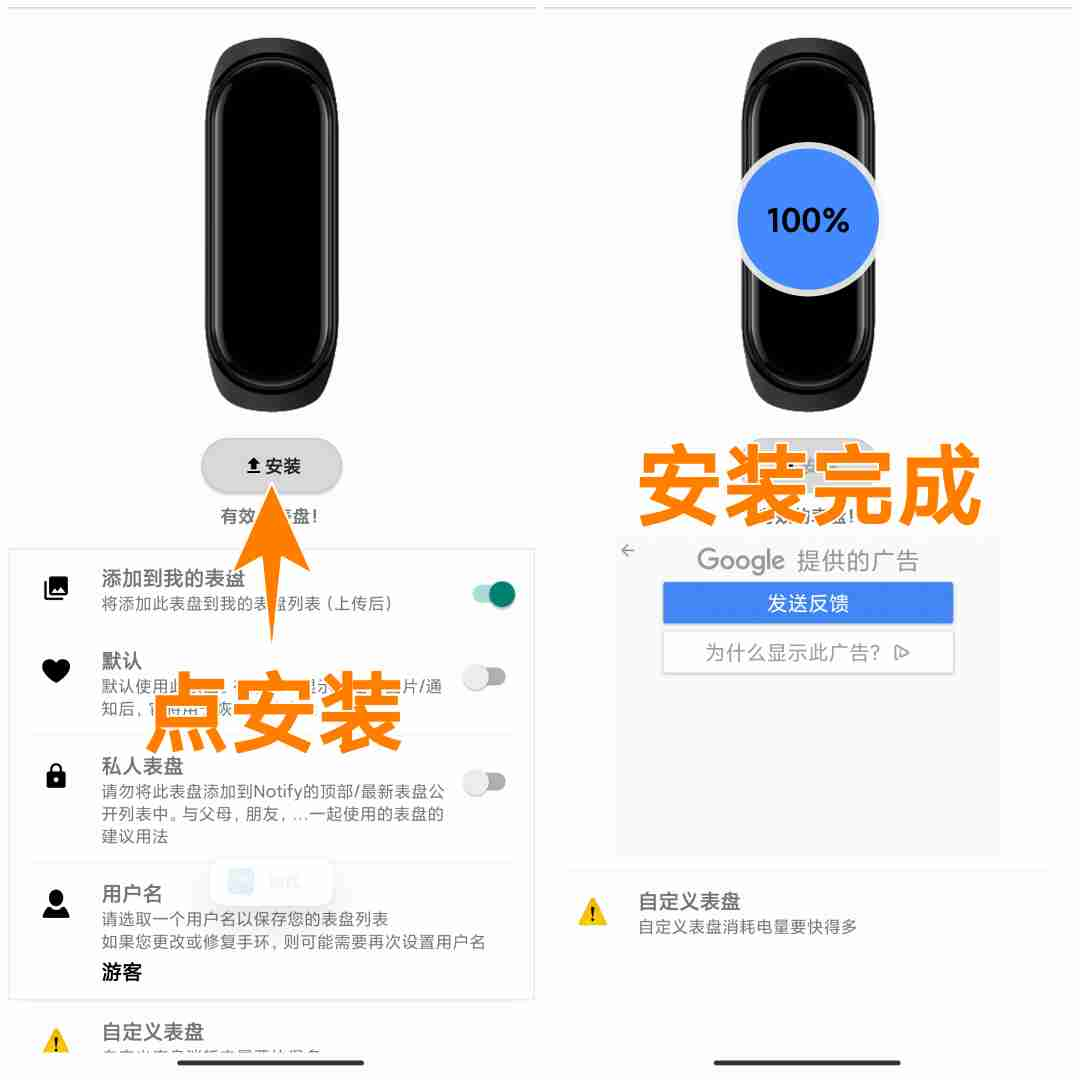 安装
有效 表盘!
添加到我的表盘
将添加此表盘到我的表盘列表（上传后）
默认
默认使用此 片/通
知后，
点安装
私人表盘
请勿将此表盘添加到Notify的顶部/最新表盘公
开列表中。与父母，朋友，...一起使用的表盘的
建议用法
用户名
请选取一个用户名以保存您的表盘列表
如果您更改或修复手环，则可能需要再次设置用户名
游客
自定义表盘
100%
安装完成
Google 提供的广告
发送反馈
为什么显示此广告?
自定义表盘
自定义表盘消耗电量要快得多